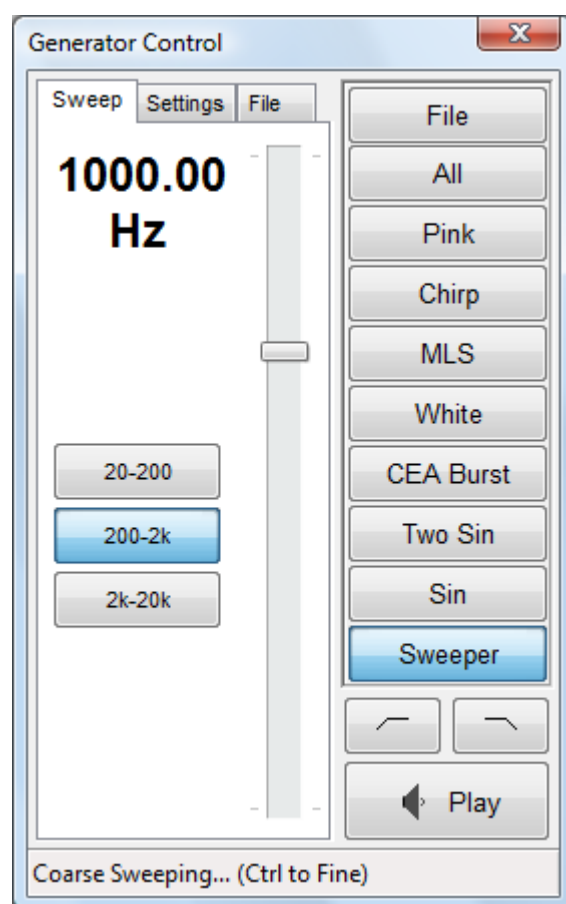 Generator Control
Sweep Settings File
1000.00
Hz
20-200
200-2k
2k-20k
File
All
Pink
Chirp
MLS
White
CEA Burst
Two Sin
Sin
Sweeper
Play
Coarse Sweeping... (Ctrl to Fine)